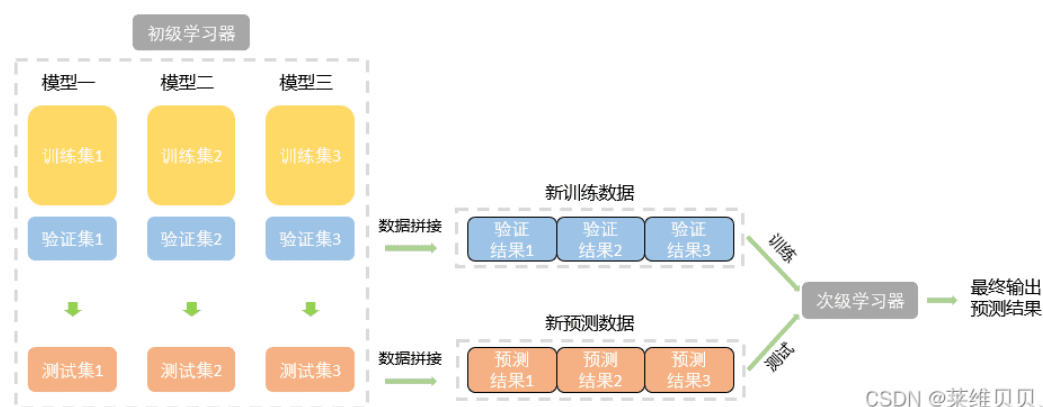 初级学习器
模型一
模型二
模型三
训练集1
训练集2
训练集3
验证集1
验证集2
验证集3
测试集1
测试集2
测试集3
数据拼接
新训练数据
验证
结果1
验证
结果2
验证
结果3
训练
数据拼接
新预测数据
预测
结果1
预测
结果2
预测
结果3
测试
次级学习器
最终输出
预测结果
CSDN @莱维贝贝、